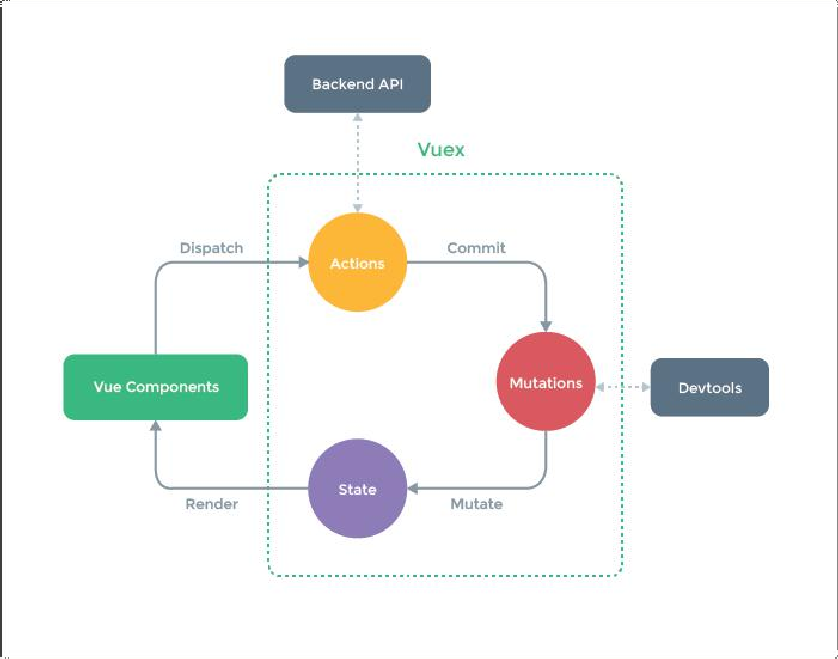 Backend API
Vuex
Dispatch
Actions
Commit
Vue Components
Mutations
Devtools
Render
State
Mutate